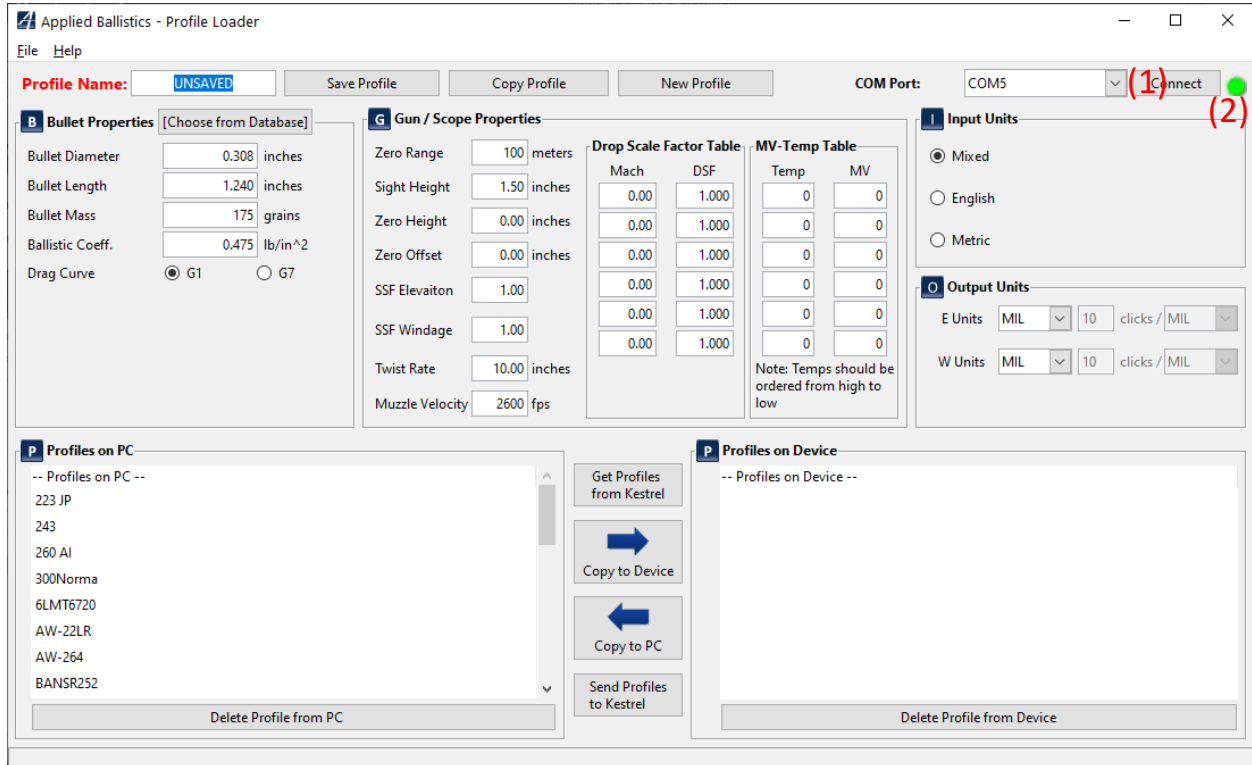 Applied Ballistics - Profile Loader
File Help
Profile Name: UNSAVED Save Profile Copy Profile New Profile COM Port: COM5 (1) Connect
(2)
B Bullet Properties [Choose from Database]
Bullet Diameter 0.308 inches
Bullet Length 1.240 inches
Bullet Mass 175 grains
Ballistic Coeff. 0.475 lb/in^2
Drag Curve G1 G7
G Gun / Scope Properties
Zero Range 100 meters
Sight Height 1.50 inches
Zero Height 0.00 inches
Zero Offset 0.00 inches
SSF Elevaiton 1.00
SSF Windage 1.00
Twist Rate 10.00 inches
Muzzle Velocity 2600 fps
Drop Scale Factor Table
Mach DSF
0.00 1.000
0.00 1.000
0.00 1.000
0.00 1.000
0.00 1.000
0.00 1.000
MV-Temp Table
Temp MV
0 0
0 0
0 0
0 0
0 0
0 0
Note: Temps should be
ordered from high to
low
I Input Units
Mixed
English
Metric
O Output Units
E Units MIL 10 clicks / MIL
W Units MIL 10 clicks / MIL
P Profiles on PC
-- Profiles on PC --
223 JP
243
260 AI
300Norma
6LMT6720
AW-22LR
AW-264
BANSR252
Delete Profile from PC
Get Profiles
from Kestrel
Copy to Device
Copy to PC
Send Profiles
to Kestrel
P Profiles on Device
-- Profiles on Device --
Delete Profile from Device